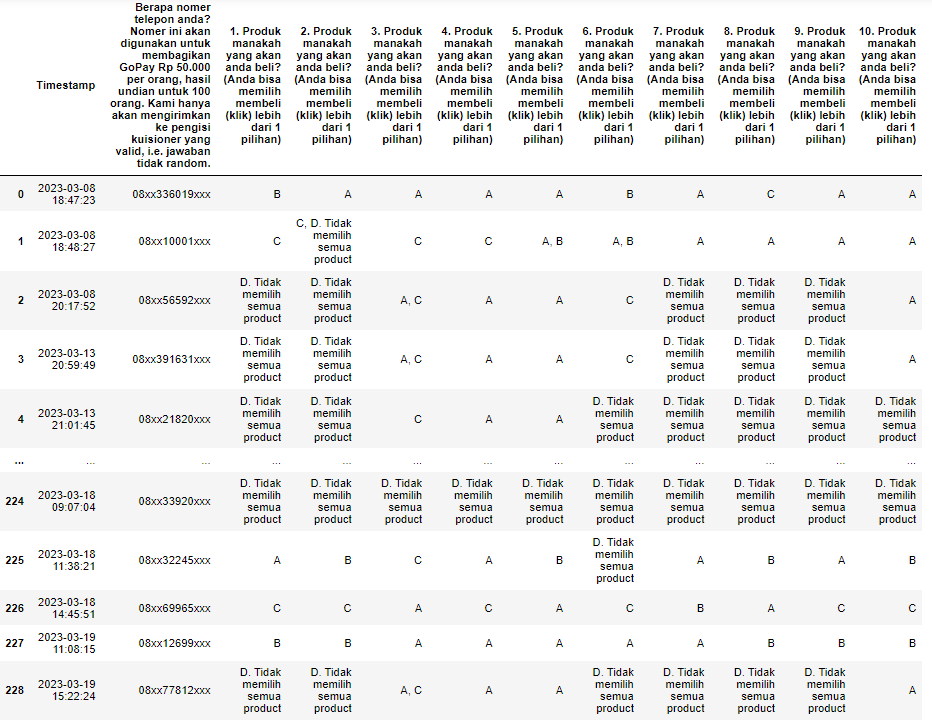 Timestamp Berapa nomer telepon anda? Nomer ini akan digunakan untuk membagikan GoPay Rp 50.000 per orang, hasil undian untuk 100 orang. Kami hanya akan mengirimkan ke pengisi kuisioner yang valid, i.e. jawaban tidak random. 1. Produk manakah yang akan anda beli? (Anda bisa memilih membeli (klik) lebih dari 1 pilihan) 2. Produk manakah yang akan anda beli? (Anda bisa memilih membeli (klik) lebih dari 1 pilihan) 3. Produk manakah yang akan anda beli? (Anda bisa memilih membeli (klik) lebih dari 1 pilihan) 4. Produk manakah yang akan anda beli? (Anda bisa memilih membeli (klik) lebih dari 1 pilihan) 5. Produk manakah yang akan anda beli? (Anda bisa memilih membeli (klik) lebih dari 1 pilihan) 6. Produk manakah yang akan anda beli? (Anda bisa memilih membeli (klik) lebih dari 1 pilihan) 7. Produk manakah yang akan anda beli? (Anda bisa memilih membeli (klik) lebih dari 1 pilihan) 8. Produk manakah yang akan anda beli? (Anda bisa memilih membeli (klik) lebih dari 1 pilihan) 9. Produk manakah yang akan anda beli? (Anda bisa memilih membeli (klik) lebih dari 1 pilihan) 10. Produk manakah yang akan anda beli? (Anda bisa memilih membeli (klik) lebih dari 1 pilihan)
0 2023-03-08 18:47:23 08xx336019xxx B A A A A B A C A A
1 2023-03-08 18:48:27 08xx10001xxx C C, D. Tidak memilih semua product C C A, B A, B A A A A
2 2023-03-08 20:17:52 08xx56592xxx D. Tidak memilih semua product D. Tidak memilih semua product A, C A A C D. Tidak memilih semua product D. Tidak memilih semua product D. Tidak memilih semua product A
3 2023-03-13 20:59:49 08xx391631xxx D. Tidak memilih semua product D. Tidak memilih semua product A, C A A C D. Tidak memilih semua product D. Tidak memilih semua product D. Tidak memilih semua product A
4 2023-03-13 21:01:45 08xx21820xxx D. Tidak memilih semua product D. Tidak memilih semua product C A A D. Tidak memilih semua product D. Tidak memilih semua product D. Tidak memilih semua product D. Tidak memilih semua product D. Tidak memilih semua product
... ... ... ... ... ... ... ... ... ... ... ... ...
224 2023-03-18 09:07:04 08xx33920xxx D. Tidak memilih semua product D. Tidak memilih semua product D. Tidak memilih semua product D. Tidak memilih semua product D. Tidak memilih semua product D. Tidak memilih semua product D. Tidak memilih semua product D. Tidak memilih semua product D. Tidak memilih semua product D. Tidak memilih semua product
225 2023-03-18 11:38:21 08xx32245xxx A B C A B D. Tidak memilih semua product A B A B
226 2023-03-18 14:45:51 08xx69965xxx C C A C A C B A C C
227 2023-03-19 11:08:15 08xx12699xxx B B A A A A A B B B
228 2023-03-19 15:22:24 08xx77812xxx D. Tidak memilih semua product D. Tidak memilih semua product A, C A A D. Tidak memilih semua product D. Tidak memilih semua product D. Tidak memilih semua product D. Tidak memilih semua product A